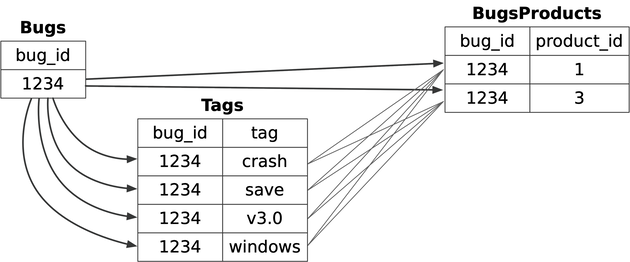 Bugs
bug_id
1234
BugsProducts
bug_id product_id
1234 1
1234 3
Tags
bug_id tag
1234 crash
1234 save
1234 v3.0
1234 windows